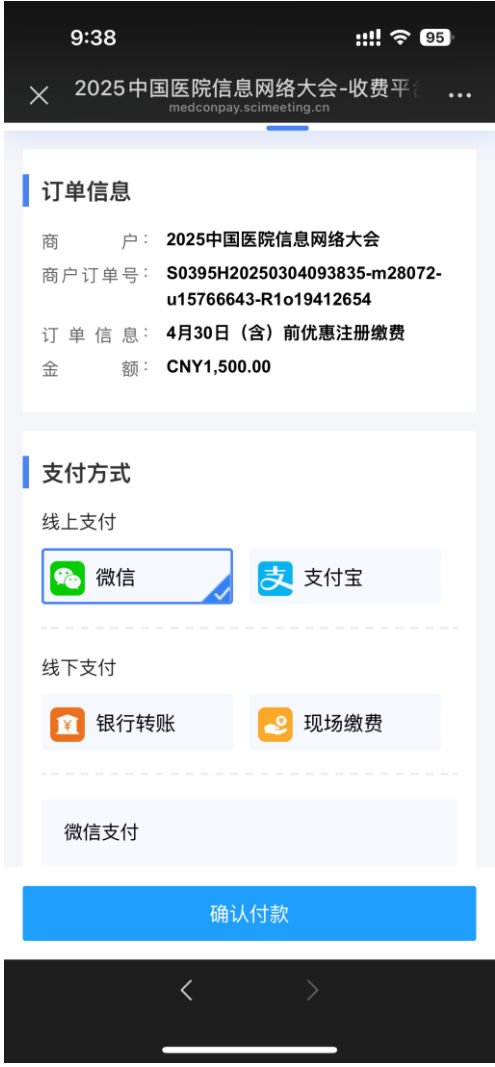 9:38
95
2025中国医院信息网络大会-收费平
medconpay.scimeeting.cn
订单信息
商户: 2025中国医院信息网络大会
商户订单号: S0395H20250304093835-m28072-
u15766643-R1o19412654
订单信息: 4月30日（含）前优惠注册缴费
金额: CNY1,500.00
支付方式
线上支付
微信 支付宝
线下支付
银行转账 现场缴费
微信支付
确认付款